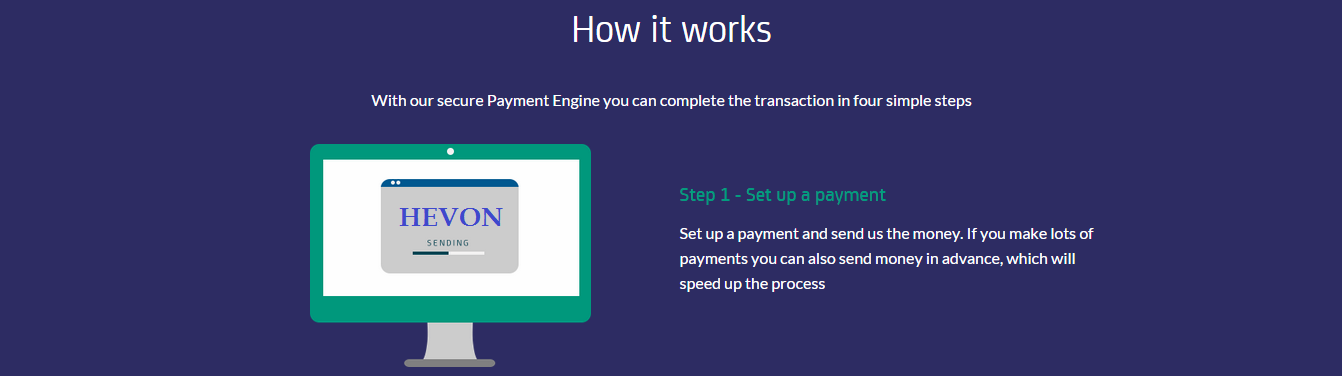 How it works
With our secure Payment Engine you can complete the transaction in four simple steps
HEVON
SENDING
Step 1 - Set up a payment
Set up a payment and send us the money. If you make lots of
payments you can also send money in advance, which will
speed up the process